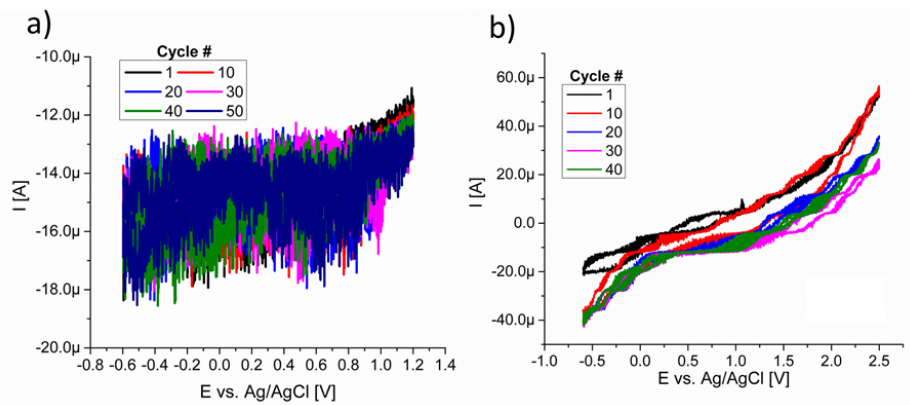 a)
Cycle #
1 10
20 30
40 50
-10.0µ
-12.0µ
-14.0µ
-16.0µ
-18.0µ
-20.0µ
I [A]
-0.8 -0.6 -0.4 -0.2 0.0 0.2 0.4 0.6 0.8 1.0 1.2 1.4
E vs. Ag/AgCl [V]
b)
Cycle #
1
10
20
30
40
60.0µ
40.0µ
20.0µ
0.0
-20.0µ
-40.0µ
I [A]
-1.0 -0.5 0.0 0.5 1.0 1.5 2.0 2.5
E vs. Ag/AgCl [V]